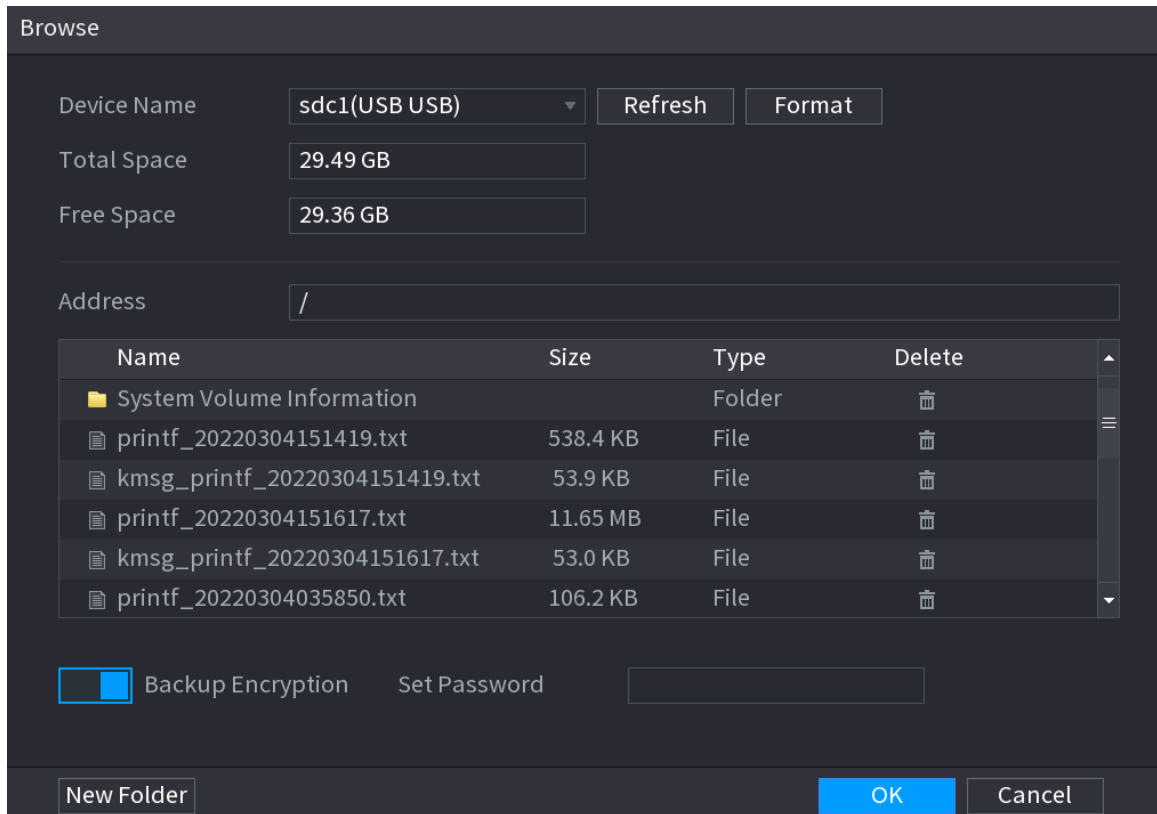 Browse
Device Name sdc1(USB USB) Refresh Format
Total Space 29.49 GB
Free Space 29.36 GB
Address /
Name Size Type Delete
System Volume Information Folder
printf_20220304151419.txt 538.4 KB File
kmsg_printf_20220304151419.txt 53.9 KB File
printf_20220304151617.txt 11.65 MB File
kmsg_printf_20220304151617.txt 53.0 KB File
printf_20220304035850.txt 106.2 KB File
Backup Encryption Set Password
New Folder OK Cancel